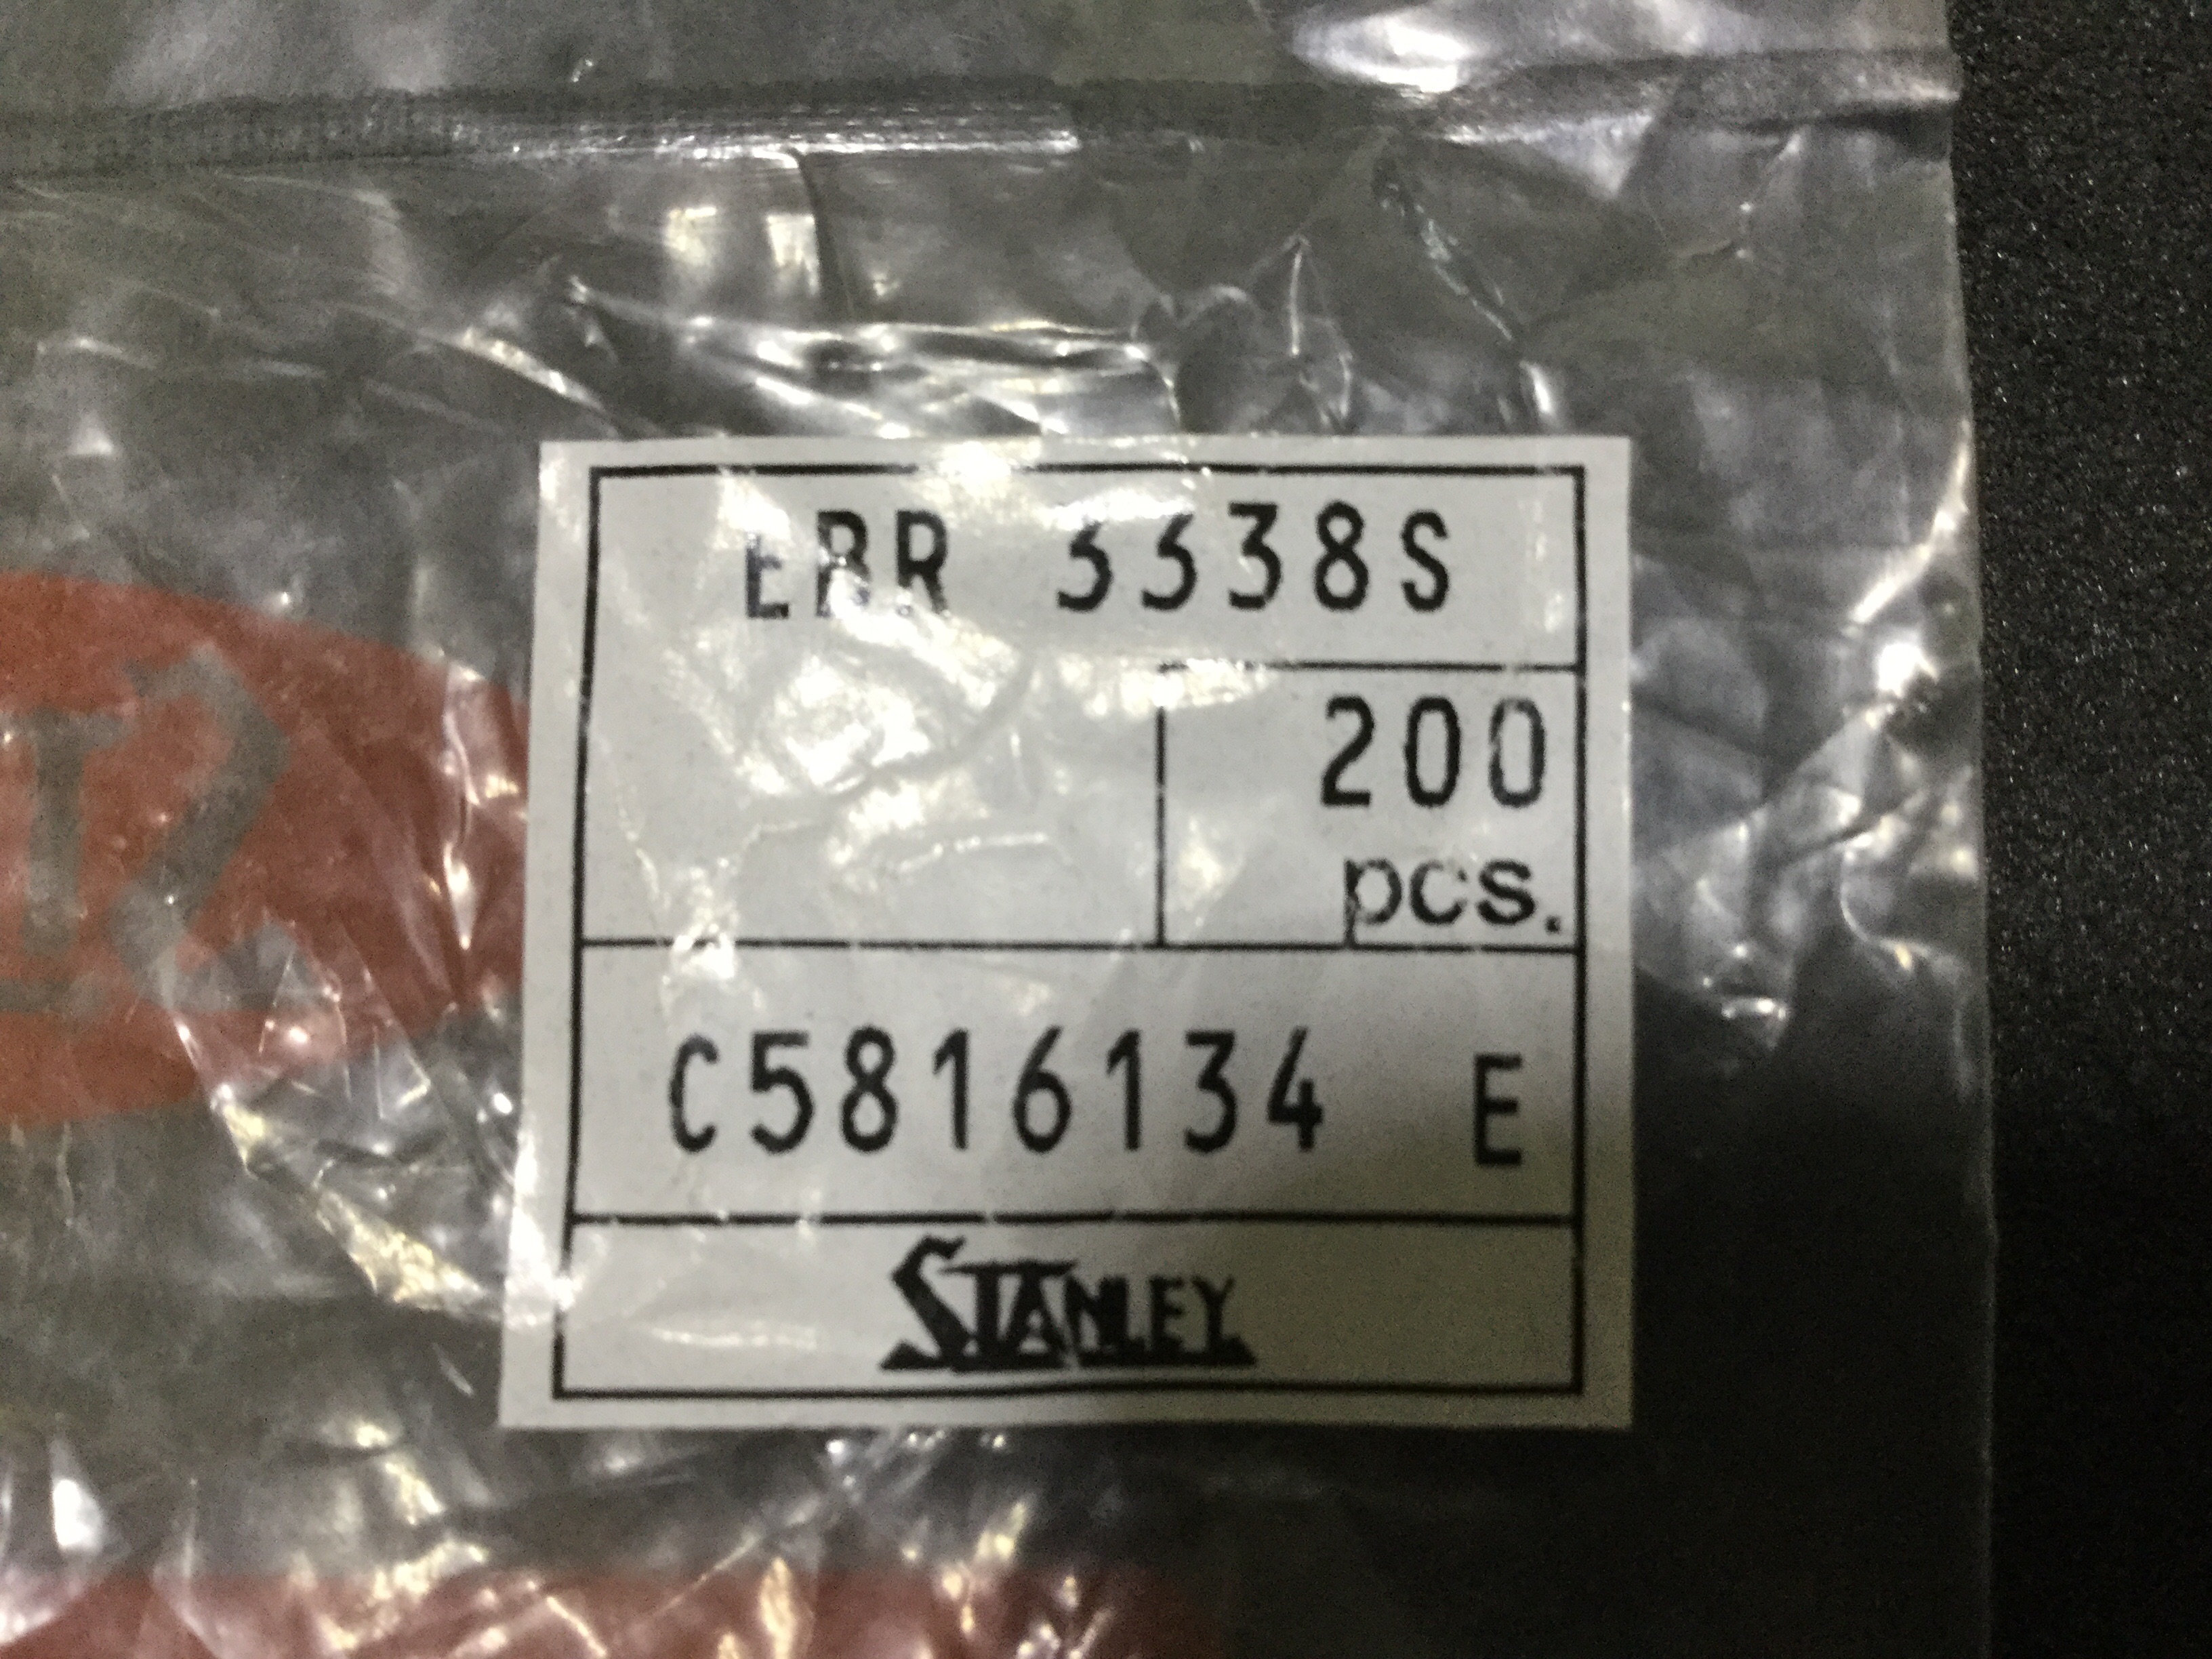 EBR 3338S
200
pcs.
C5816134 E
STANLEY